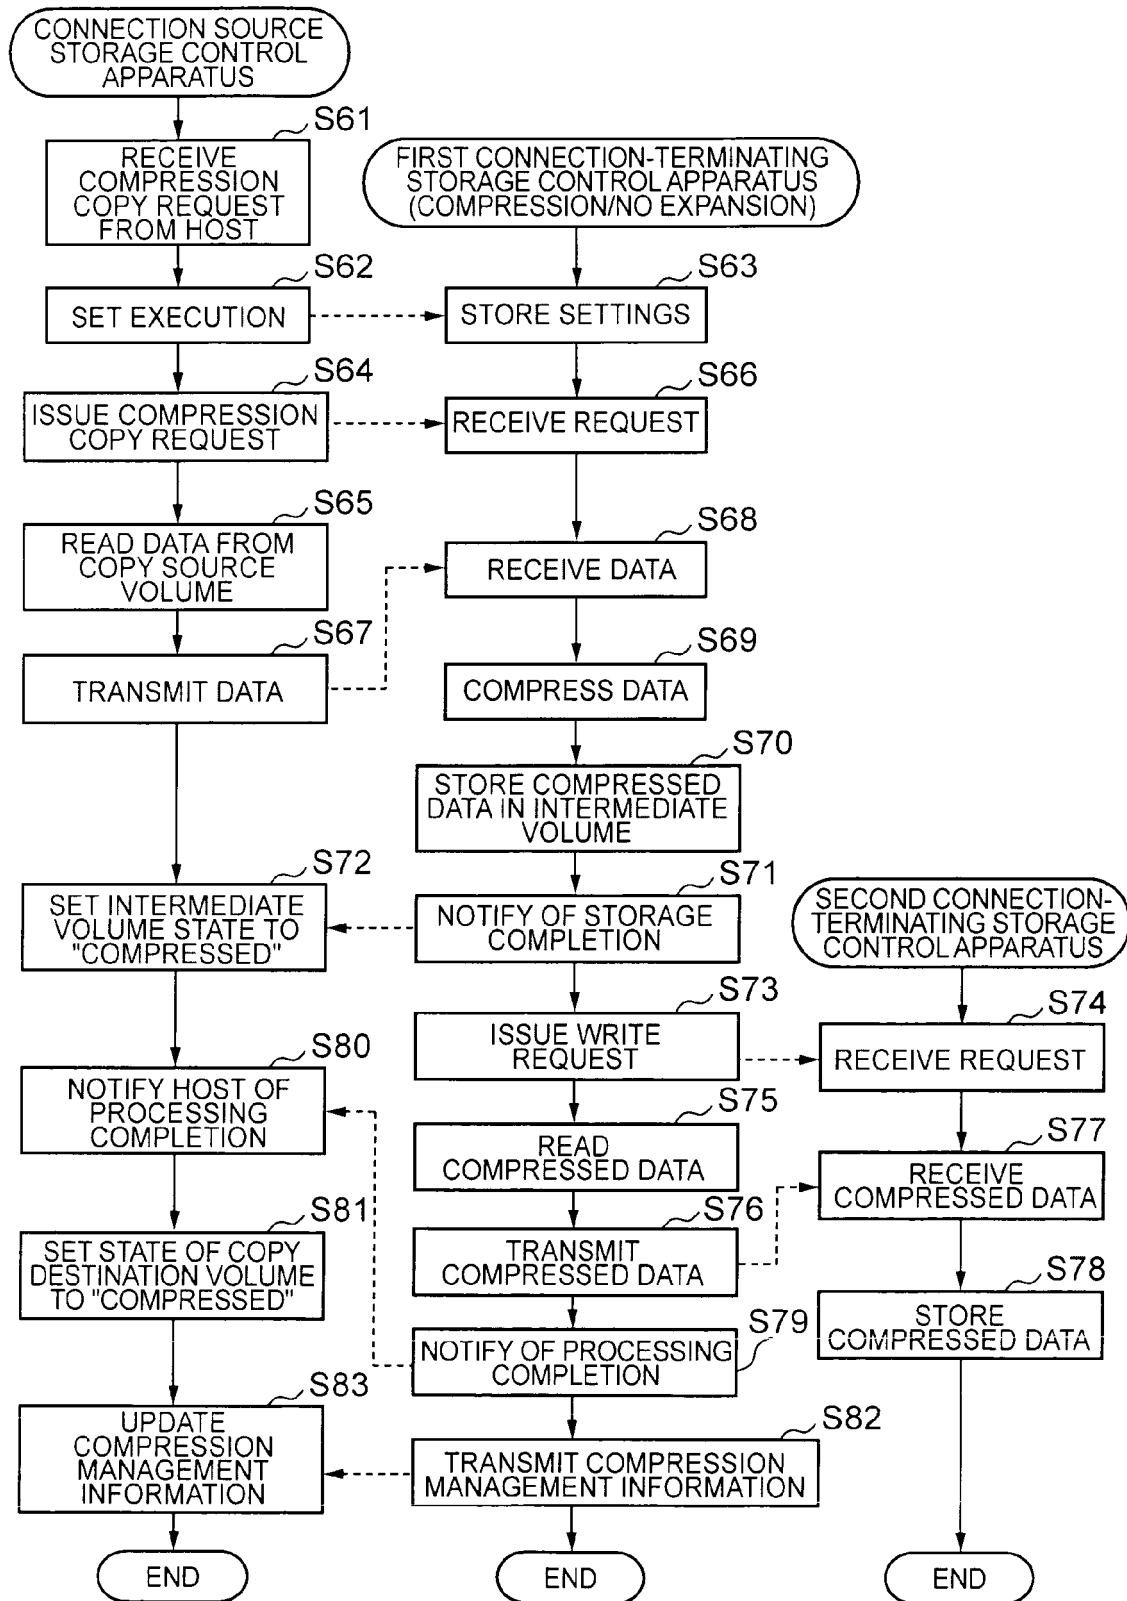 CONNECTION SOURCE
STORAGE CONTROL
APPARATUS
S61
RECEIVE
COMPRESSION
COPY REQUEST
FROM HOST
S62
SET EXECUTION
S64
ISSUE COMPRESSION
COPY REQUEST
S65
READ DATA FROM
COPY SOURCE
VOLUME
S67
TRANSMIT DATA
S72
SET INTERMEDIATE
VOLUME STATE TO
"COMPRESSED"
S80
NOTIFY HOST OF
PROCESSING
COMPLETION
S81
SET STATE OF COPY
DESTINATION VOLUME
TO "COMPRESSED"
S83
UPDATE
COMPRESSION
MANAGEMENT
INFORMATION
END
FIRST CONNECTION-TERMINATING
STORAGE CONTROL APPARATUS
(COMPRESSION/NO EXPANSION)
S63
STORE SETTINGS
S66
RECEIVE REQUEST
S68
RECEIVE DATA
S69
COMPRESS DATA
S70
STORE COMPRESSED
DATA IN INTERMEDIATE
VOLUME
S71
NOTIFY OF STORAGE
COMPLETION
S73
ISSUE WRITE
REQUEST
S75
READ
COMPRESSED DATA
S76
TRANSMIT
COMPRESSED DATA
S79
NOTIFY OF PROCESSING
COMPLETION
S82
TRANSMIT COMPRESSION
MANAGEMENT INFORMATION
END
SECOND CONNECTION-
TERMINATING STORAGE
CONTROL APPARATUS
S74
RECEIVE REQUEST
S77
RECEIVE
COMPRESSED DATA
S78
STORE
COMPRESSED DATA
END